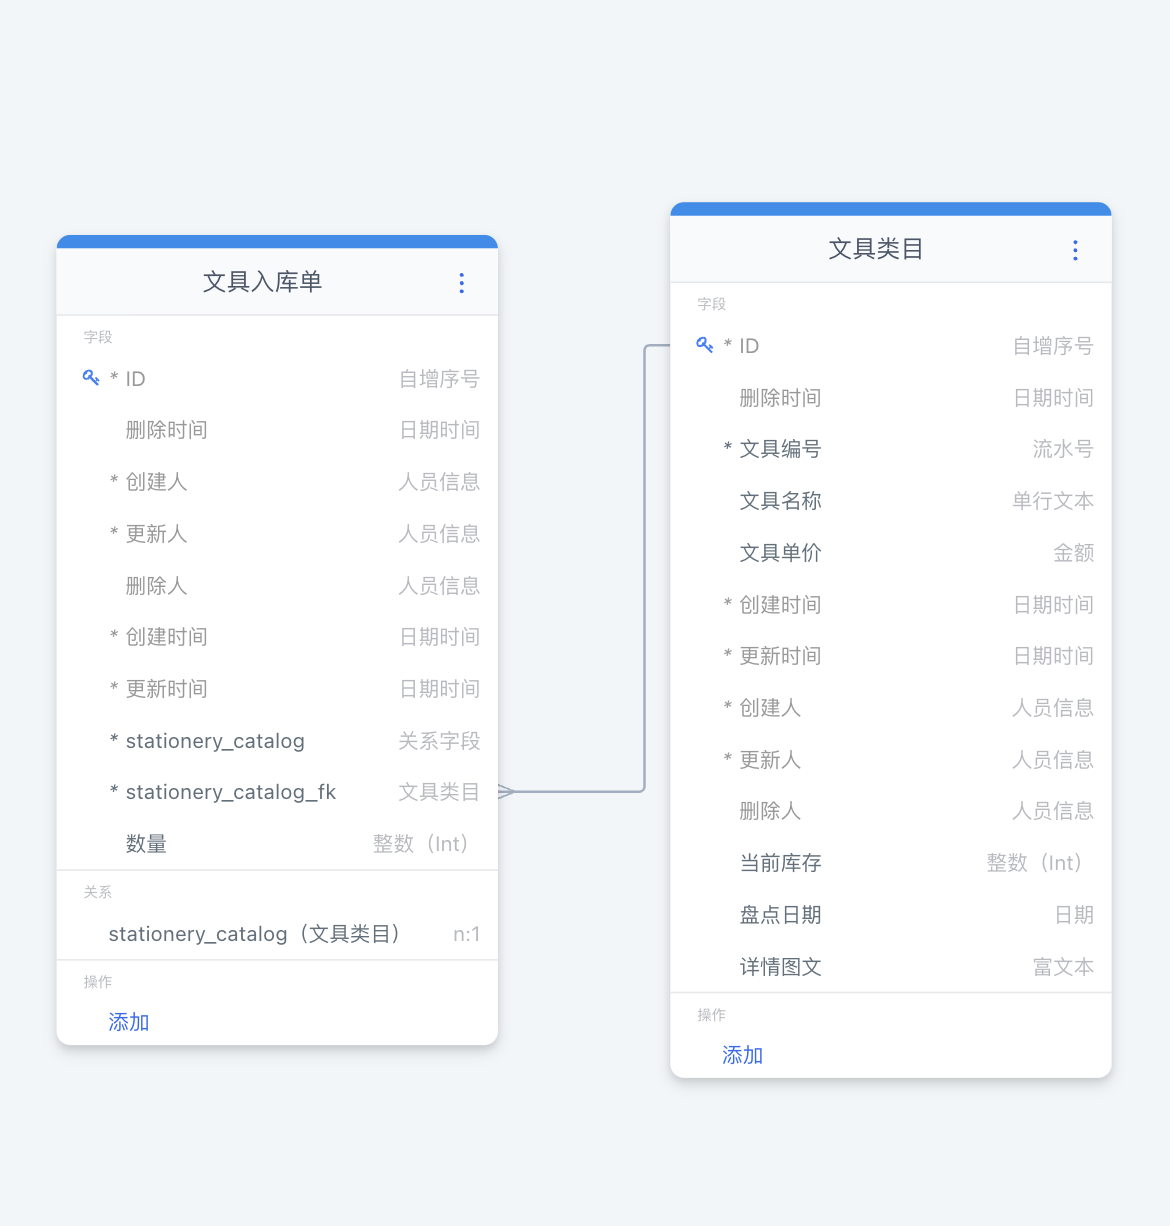 文具入库单
字段
* ID 自增序号
删除时间 日期时间
* 创建人 人员信息
* 更新人 人员信息
删除人 人员信息
* 创建时间 日期时间
* 更新时间 日期时间
* stationery_catalog 关系字段
* stationery_catalog_fk 文具类目
数量 整数（Int）
关系
stationery_catalog（文具类目） n:1
操作
添加
文具类目
字段
* ID 自增序号
删除时间 日期时间
* 文具编号 流水号
文具名称 单行文本
文具单价 金额
* 创建时间 日期时间
* 更新时间 日期时间
* 创建人 人员信息
* 更新人 人员信息
删除人 人员信息
当前库存 整数（Int）
盘点日期 日期
详情图文 富文本
操作
添加